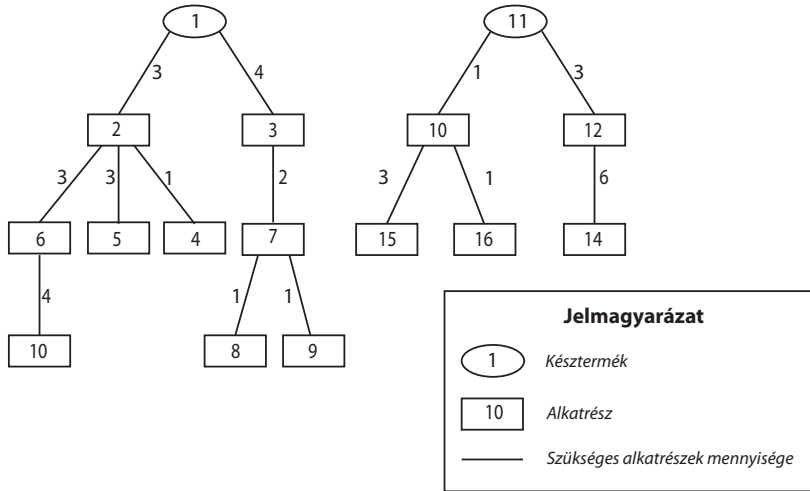 1 11
3 4 1 3
2 3 10 12
3 3 1 2 3 1 6
6 5 4 7 15 16 14
4 1 1
10 8 9
Jelmagyarázat
1 Késztermék
10 Alkatrész
Szükséges alkatrészek mennyisége